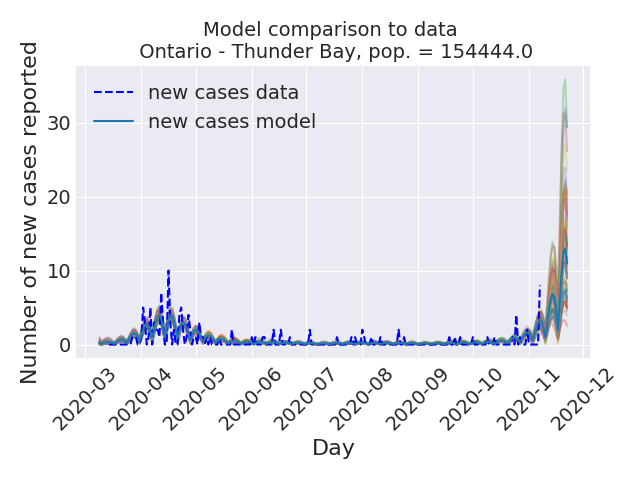 Model comparison to data
Ontario - Thunder Bay, pop. = 154444.0
Number of new cases reported
new cases data
new cases model
30
20
10
0
2020-03
2020-04
2020-05
2020-06
2020-07
2020-08
2020-09
2020-10
2020-11
2020-12
Day